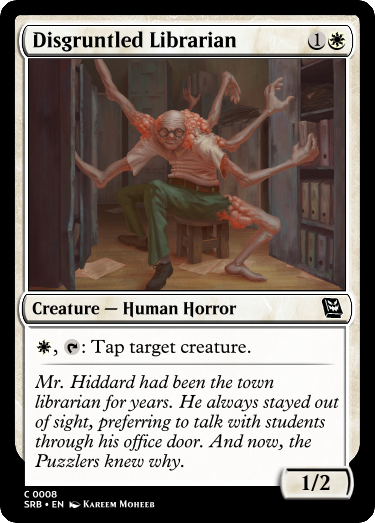 Disgruntled Librarian 1
Creature — Human Horror
, : Tap target creature.
Mr. Hiddard had been the town
librarian for years. He always stayed out
of sight, preferring to talk with students
through his office door. And now, the
Puzzlers knew why.
1/2
C 0008
SRB • EN Kareem Moheeb